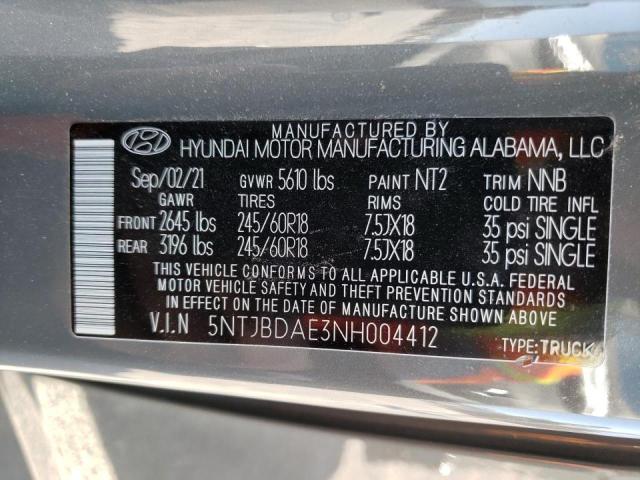 MANUFACTURED BY
HYUNDAI MOTOR MANUFACTURING ALABAMA, LLC
Sep/02/21 GVWR 5610 lbs PAINT NT2 TRIM NNB
GAWR TIRES RIMS COLD TIRE INFL
FRONT 2645 lbs 245/60R18 7.5JX18 35 psi SINGLE
REAR 3196 lbs 245/60R18 7.5JX18 35 psi SINGLE
THIS VEHICLE CONFORMS TO ALL APPLICABLE U.S.A. FEDERAL
MOTOR VEHICLE SAFETY AND THEFT PREVENTION STANDARDS
IN EFFECT ON THE DATE OF MANUFACTURE SHOWN ABOVE
V.I.N 5NTJBDAE3NH004412 TYPE:TRUCK